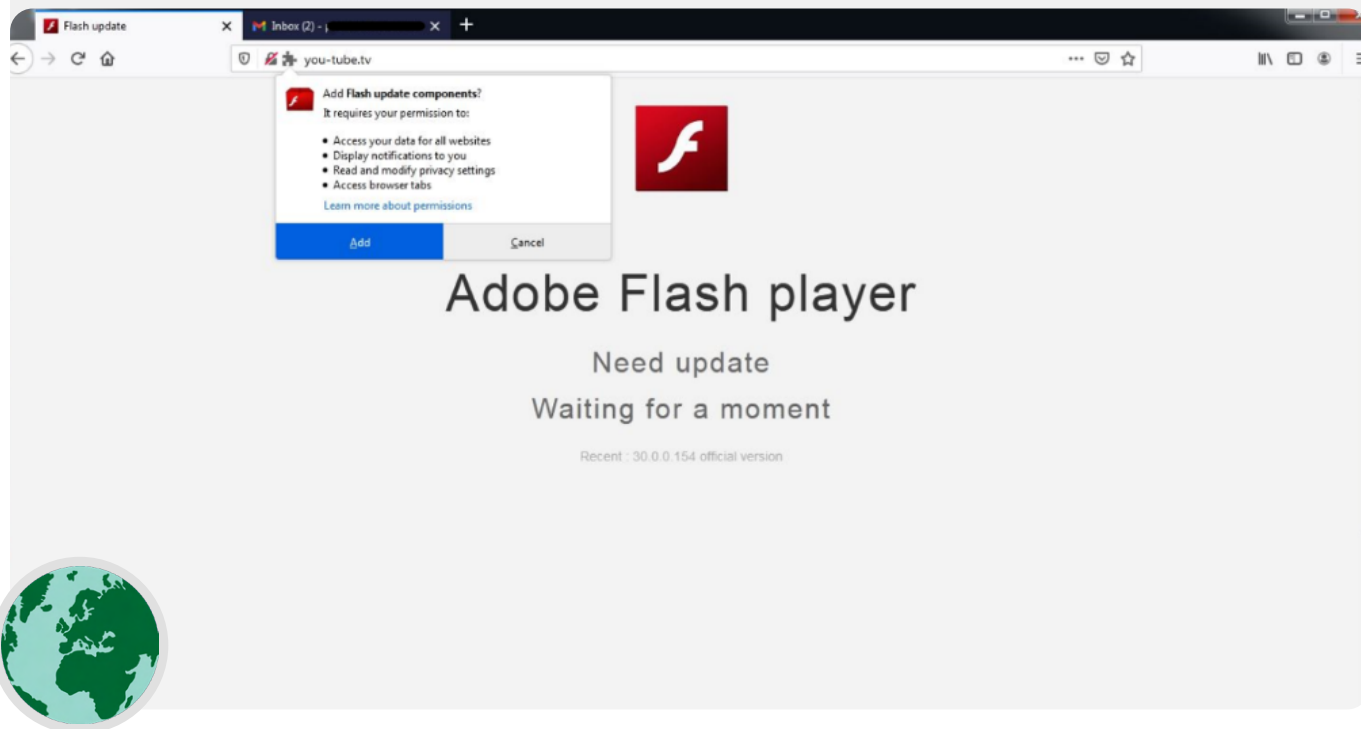 Flash update
Inbox (2) -
you-tube.tv
Add Flash update components?
It requires your permission to:
Access your data for all websites
Display notifications to you
Read and modify privacy settings
Access browser tabs
Learn more about permissions
Add
Cancel
Adobe Flash player
Need update
Waiting for a moment
Recent : 30.0.0.154 official version